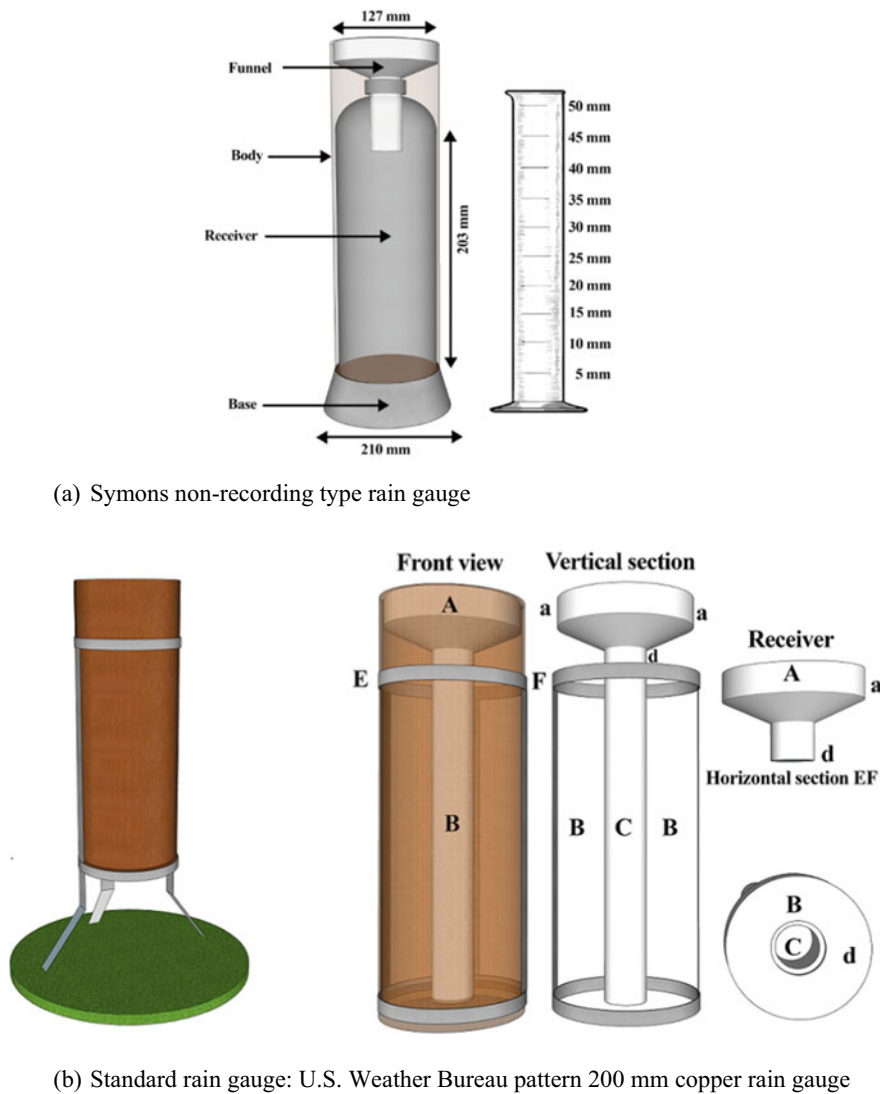 127 mm
Funnel
Body
Receiver
Base
203 mm
210 mm
50 mm
45 mm
40 mm
35 mm
30 mm
25 mm
20 mm
15 mm
10 mm
5 mm
(a) Symons non-recording type rain gauge
Front view
A
E
F
B
Vertical section
a
a
d
B
C
B
Receiver
A
a
d
Horizontal section EF
B
C
d
(b) Standard rain gauge: U.S. Weather Bureau pattern 200 mm copper rain gauge